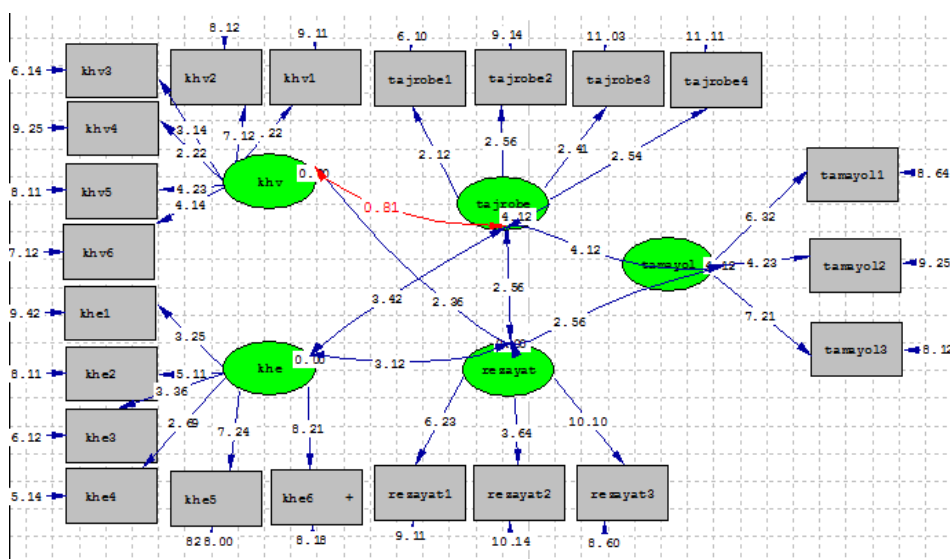 8.12 9.11 6.10 9.14 11.03 11.11
6.14 khv3 khv2 khv1 tajrobe1 tajrobe2 tajrobe3 tajrobe4
9.25 khv4 3.14 7.12 2.56
2.22 2.12 2.41 2.54
8.11 khv5 4.23 khv tajrobe tamayol1 8.64
4.14 0.81 4.12 6.32
7.12 khv6 4.12 tamayol 4.23 tamayol2 9.25
9.42 khe1 3.42 2.36 2.56 7.21
3.25 2.56
8.11 khe2 khe 3.12 rezayat tamayol3 8.12
3.36
6.12 khe3 2.69 7.24 8.21 6.23 3.64 10.10
5.14 khe4 khe5 khe6 + rezayat1 rezayat2 rezayat3
828.00 8.18 9.11 10.14 8.60